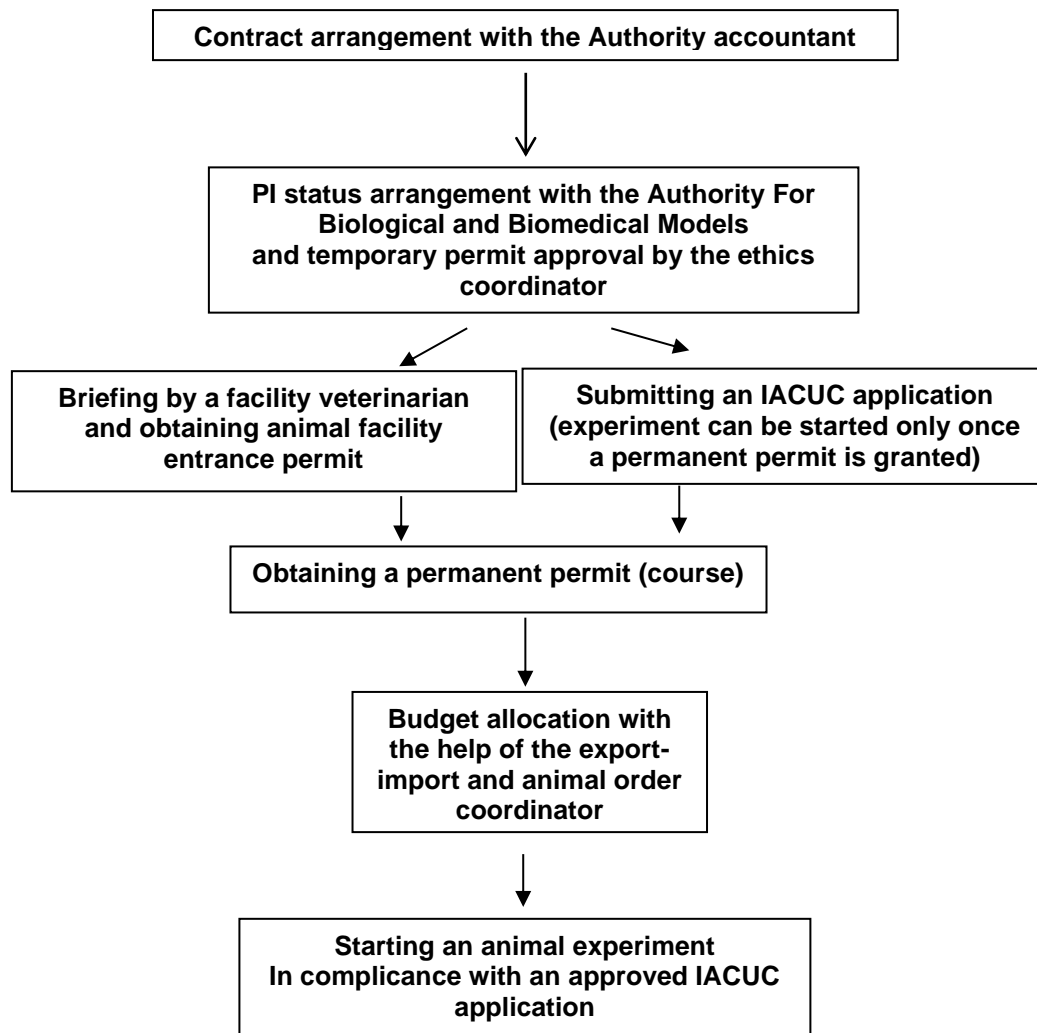 Contract arrangement with the Authority accountant
PI status arrangement with the Authority For
Biological and Biomedical Models
and temporary permit approval by the ethics
coordinator
Briefing by a facility veterinarian
and obtaining animal facility
entrance permit
Submitting an IACUC application
(experiment can be started only once
a permanent permit is granted)
Obtaining a permanent permit (course)
Budget allocation with
the help of the export-
import and animal order
coordinator
Starting an animal experiment
In complicance with an approved IACUC
application